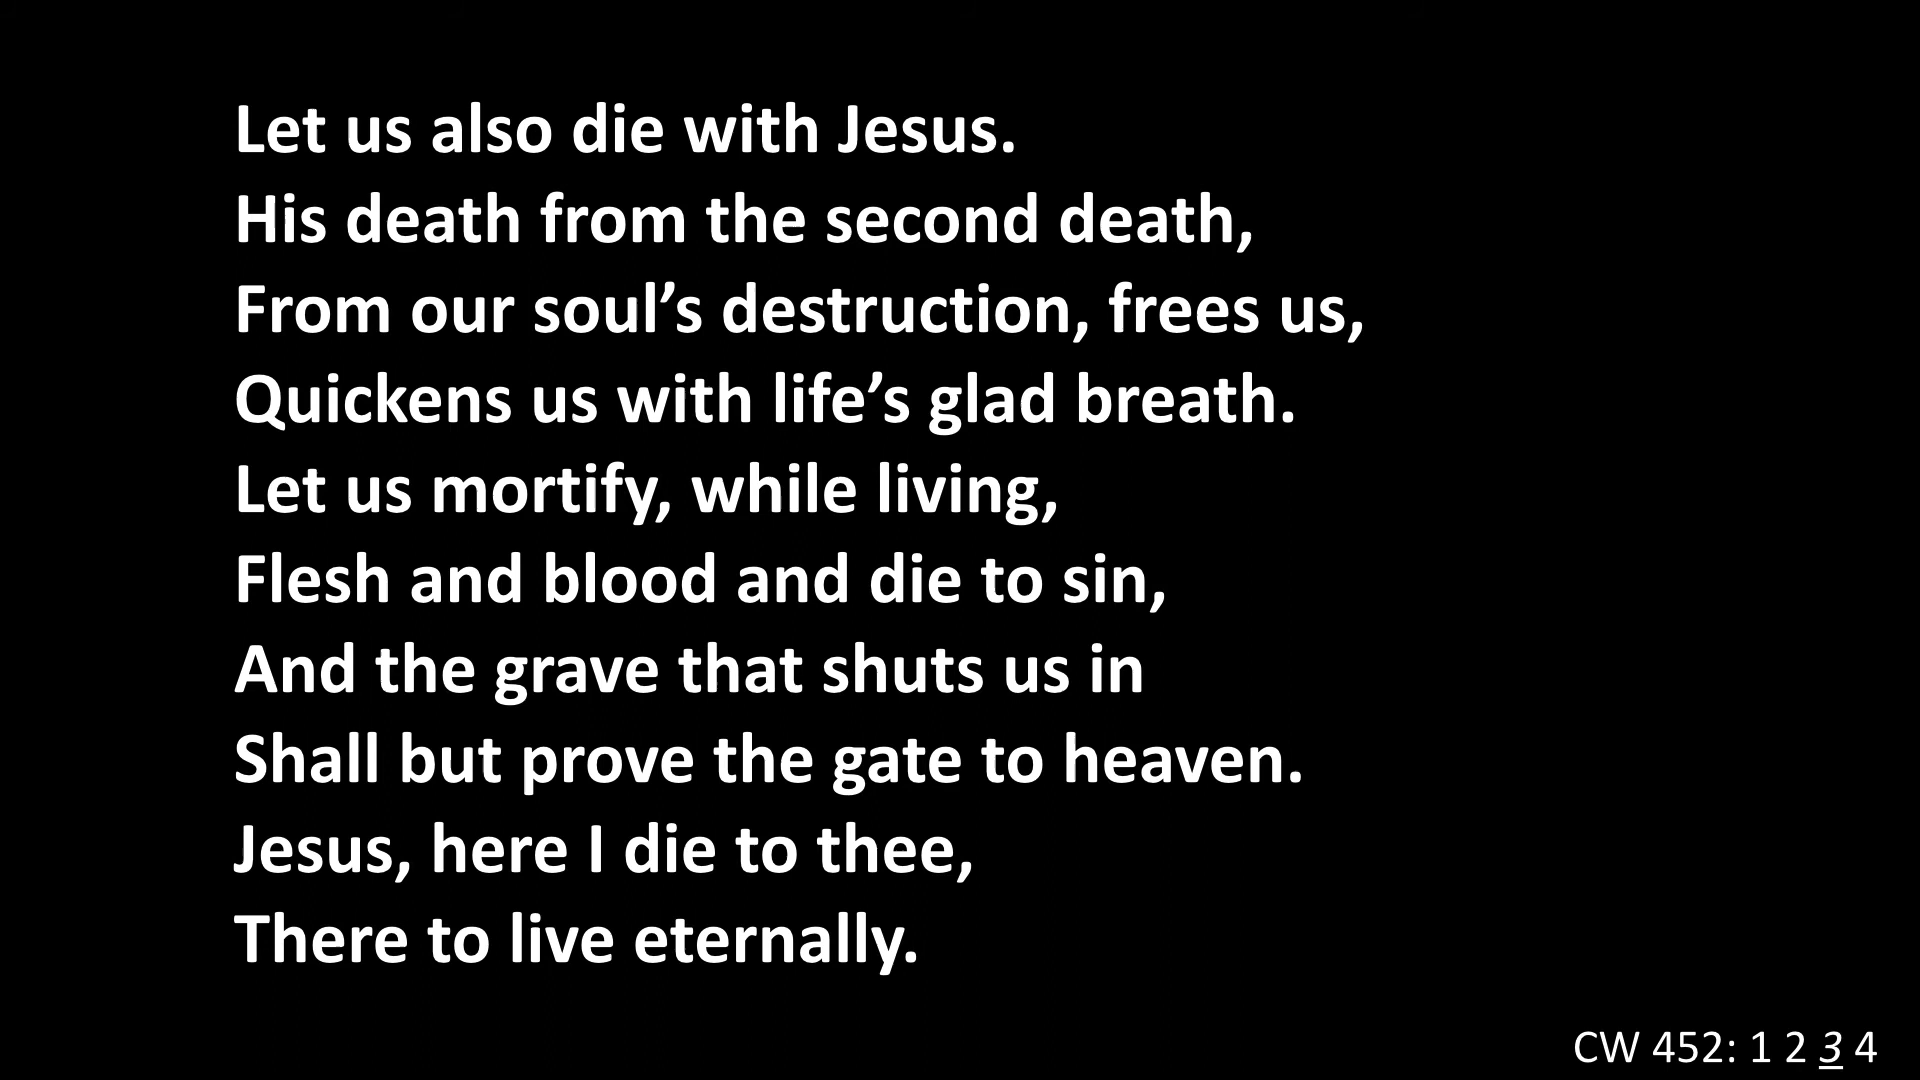 Let us also die with Jesus.
His death from the second death,
From our soul’s destruction, frees us,
Quickens us with life’s glad breath.
Let us mortify, while living,
Flesh and blood and die to sin,
And the grave that shuts us in
Shall but prove the gate to heaven.
Jesus, here I die to thee,
There to live eternally.
CW 452: 1 2 3 4